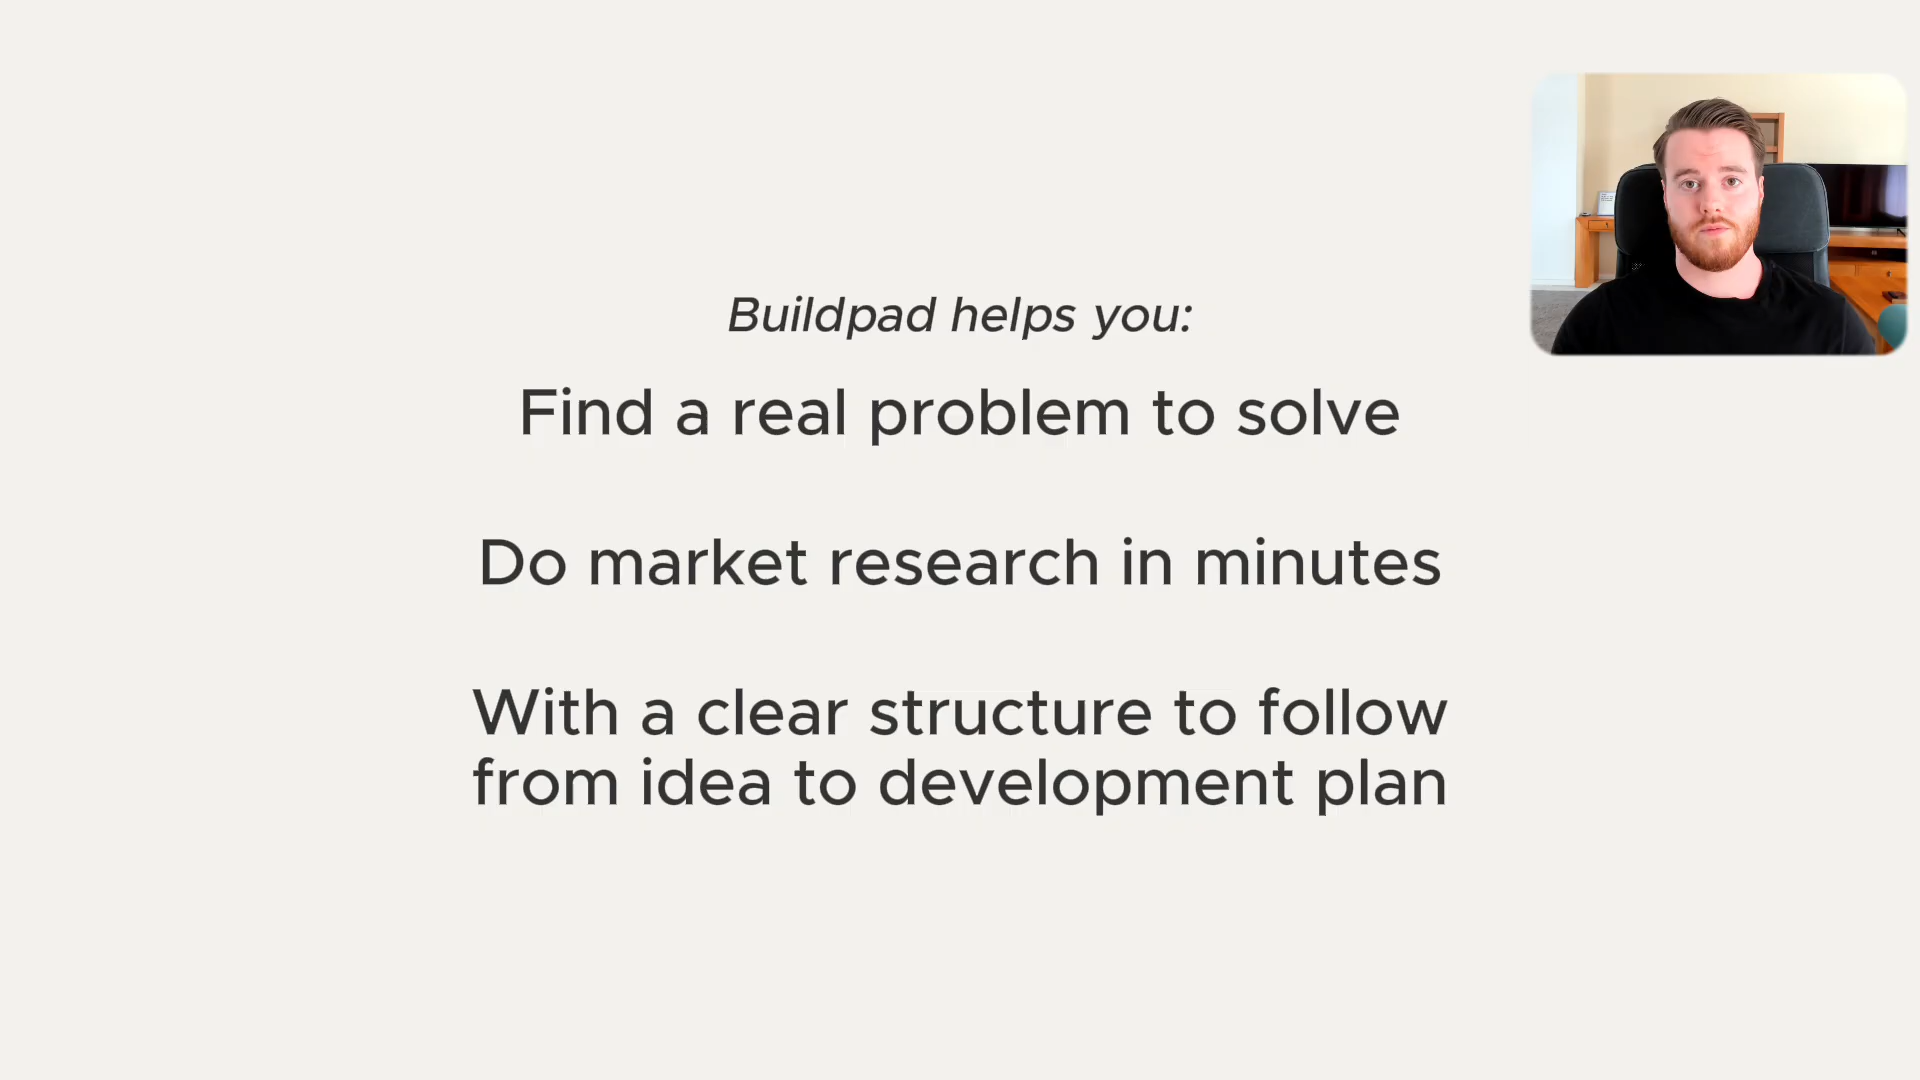 Buildpad helps you:
Find a real problem to solve
Do market research in minutes
With a clear structure to follow
from idea to development plan